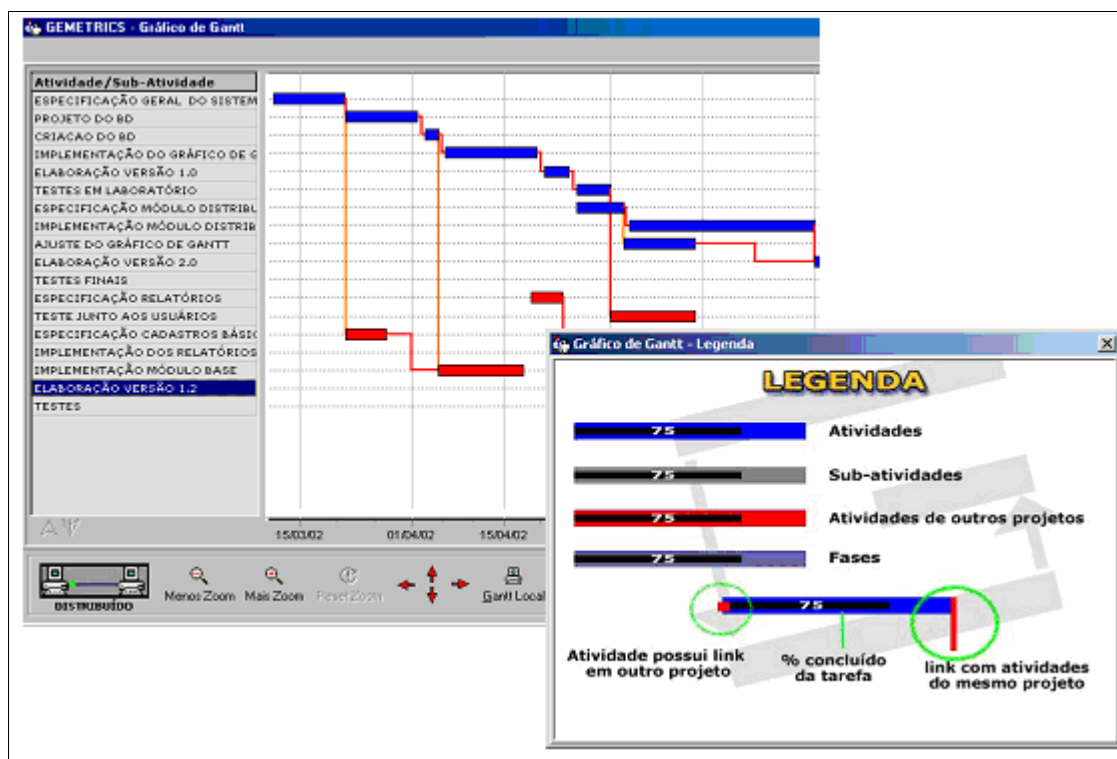 GEMETRICS - Gráfico de Gantt
Atividade/Sub-Atividade
ESPECIFICAÇÃO GERAL DO SISTEM
PROJETO DO BD
CRIACAO DO BD
IMPLEMENTAÇÃO DO GRÁFICO DE G
ELABORAÇÃO VERSÃO 1.0
TESTES EM LABORATÓRIO
ESPECIFICAÇÃO MÓDULO DISTRIBU
IMPLEMENTAÇÃO MÓDULO DISTRIB
AJUSTE DO GRÁFICO DE GANTT
ELABORAÇÃO VERSÃO 2.0
TESTES FINAIS
ESPECIFICAÇÃO RELATÓRIOS
TESTE JUNTO AOS USUÁRIOS
ESPECIFICAÇÃO CADASTROS BÁSIC
IMPLEMENTAÇÃO DOS RELATÓRIOS
IMPLEMENTAÇÃO MÓDULO BASE
ELABORAÇÃO VERSÃO 1.2
TESTES
15/03/02 01/04/02 15/04/02
DISTRIBUÍDO
Menos Zoom Mais Zoom Reset Zoom Gantt Local
Gráfico de Gantt - Legenda
LEGENDA
75 Atividades
75 Sub-atividades
75 Atividades de outros projetos
75 Fases
75
Atividade possui link
em outro projeto
% concluído
da tarefa
link com atividades
do mesmo projeto